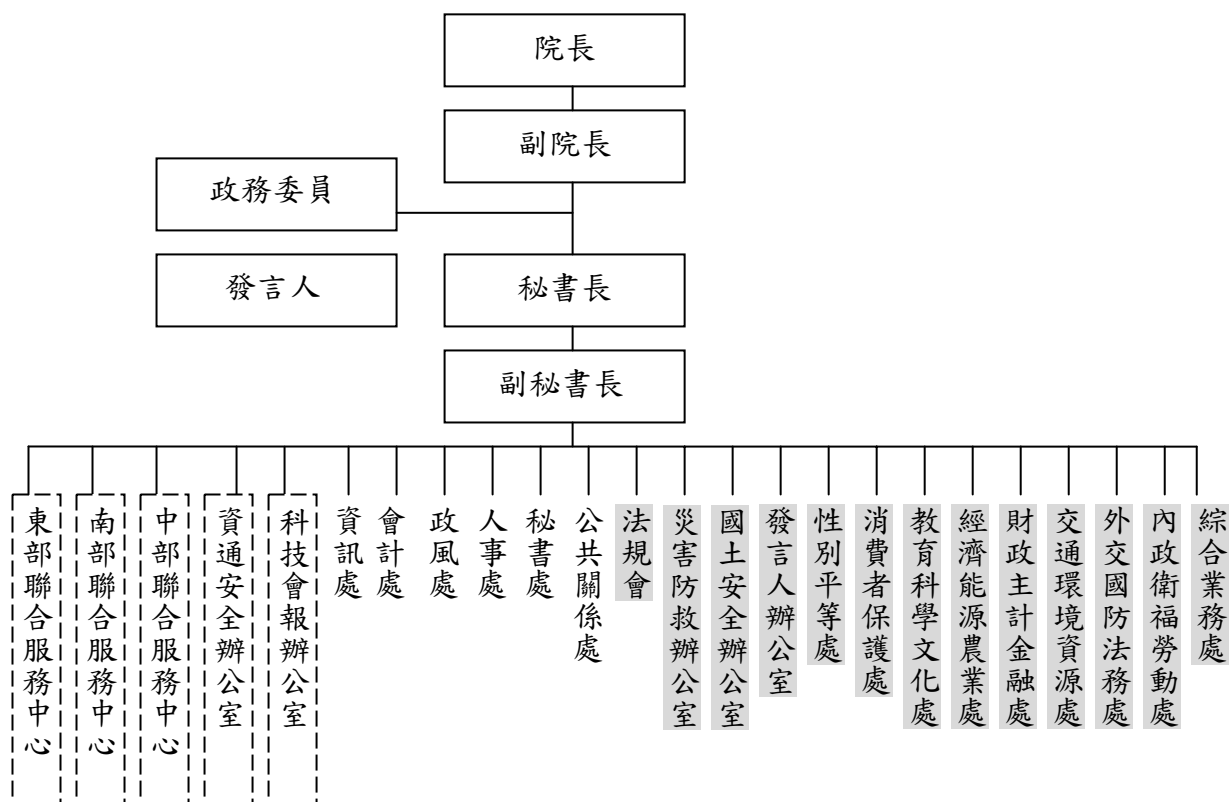 院長
副院長
政務委員
發言人
秘書長
副秘書長
綜合業務處
內政衛福勞動處
外交國防法務處
交通環境資源處
財政主計金融處
經濟能源農業處
教育科學文化處
消費者保護處
性別平等處
發言人辦公室
國土安全辦公室
災害防救辦公室
法規會
公共關係處
秘書處
人事處
政風處
會計處
資訊處
科技會報辦公室
資通安全辦公室
中部聯合服務中心
南部聯合服務中心
東部聯合服務中心